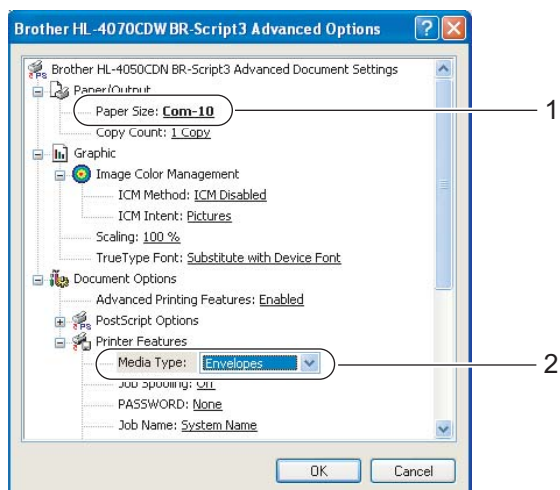 Brother HL-4070CDW BR-Script3 Advanced Options
Brother HL-4050CDN BR-Script3 Advanced Document Settings
Paper/Output
Paper Size: Com-10
1
Copy Count: 1 Copy
Graphic
Image Color Management
ICM Method: ICM Disabled
ICM Intent: Pictures
Scaling: 100 %
TrueType Font: Substitute with Device Font
Document Options
Advanced Printing Features: Enabled
PostScript Options
Printer Features
Media Type: Envelopes
2
Job Spooling: Off
PASSWORD: None
Job Name: System Name
OK
Cancel